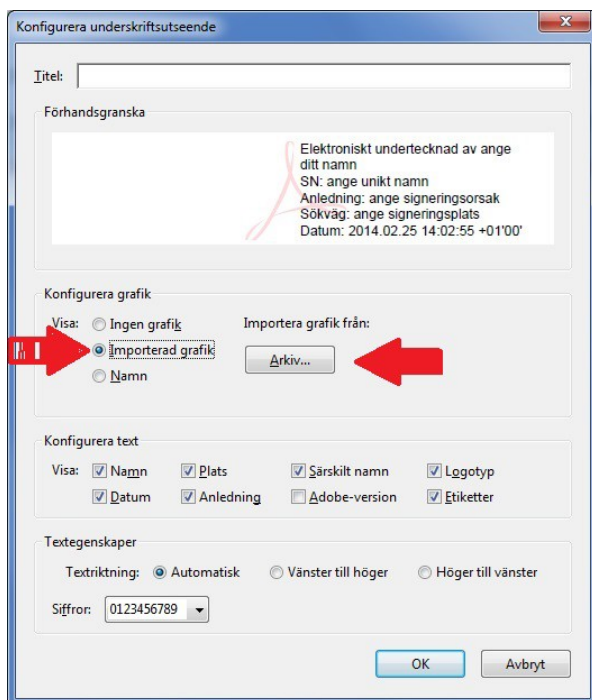 Konfigurera underskriftsutseende
Titel:
Förhandsgranska
Elektroniskt undertecknad av ange
ditt namn
SN: ange unikt namn
Anledning: ange signeringsorsak
Sökväg: ange signeringsplats
Datum: 2014.02.25 14:02:55 +01'00'
Konfigurera grafik
Visa: Ingen grafik Importera grafik från:
Importerad grafik Arkiv...
Namn
Konfigurera text
Visa: Namn Plats Särskilt namn Logotyp
Datum Anledning Adobe-version Etiketter
Textegenskaper
Textriktning: Automatisk Vänster till höger Höger till vänster
Siffror: 0123456789
OK Avbryt